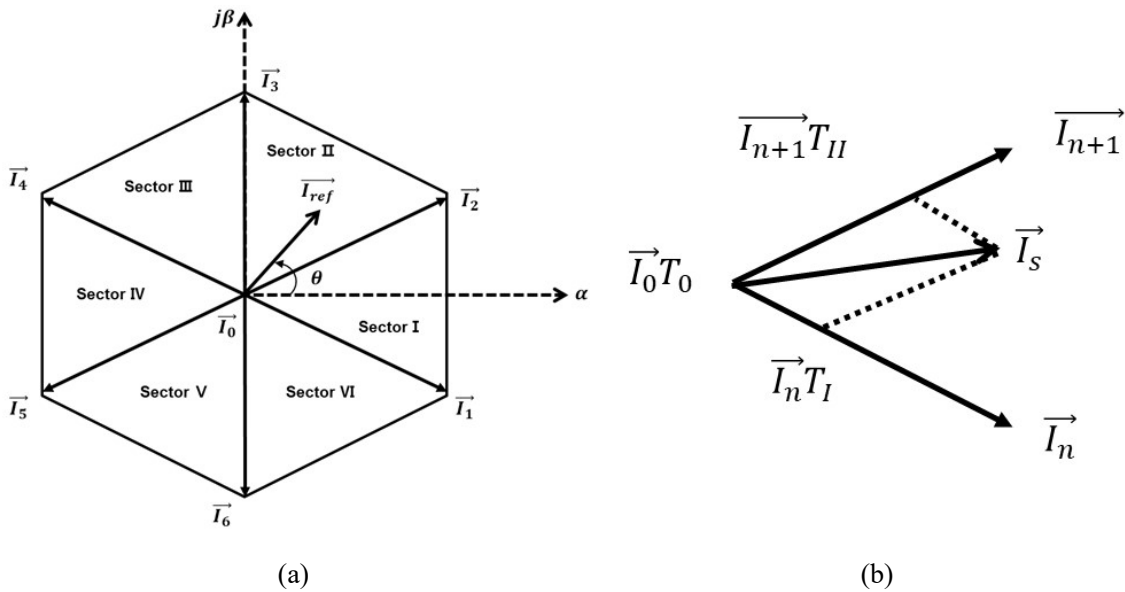 jβ
I₃
Sector Ⅱ
Sector Ⅲ
I₄
I_ref
I₂
θ
Sector Ⅳ
α
I₀
Sector Ⅰ
Sector Ⅴ
Sector Ⅵ
I₅
I₁
I₆
(a)
I_{n+1}T_{II}
I_{n+1}
I_s
I₀T₀
I_nT_I
I_n
(b)